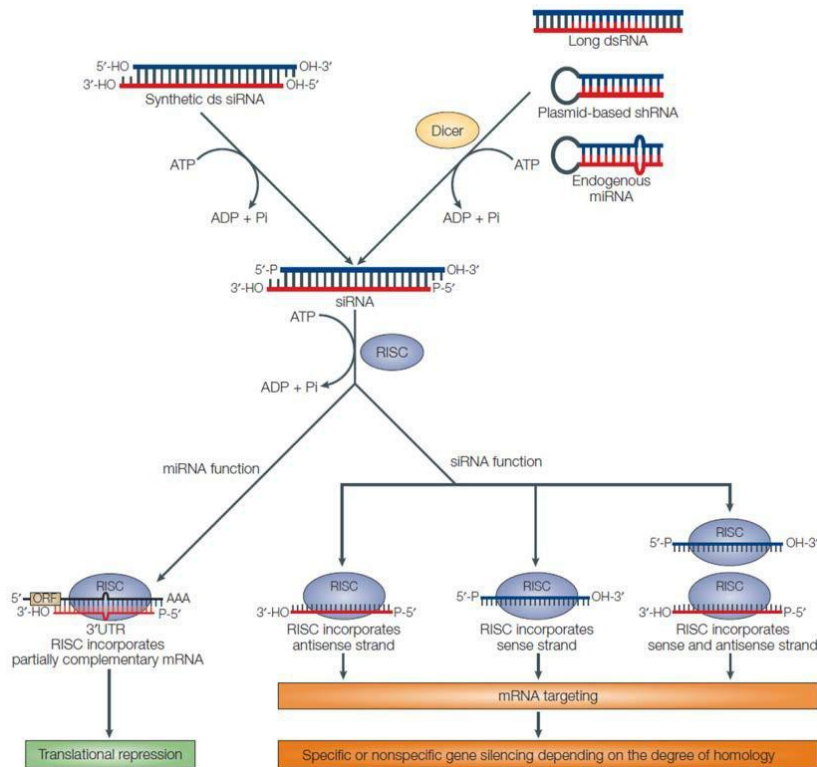 Long dsRNA
5′-HO OH-3′
3′-HO OH-5′
Synthetic ds siRNA
Plasmid-based shRNA
Dicer
ATP ATP
Endogenous
miRNA
ADP + Pi ADP + Pi
5′-P OH-3′
3′-HO P-5′
siRNA
ATP
RISC
ADP + Pi
miRNA function
siRNA function
RISC
5′-P OH-3′
RISC
5′ ORF AAA
3′-HO P-5′
3′UTR
RISC incorporates
partially complementary mRNA
RISC
3′-HO P-5′
RISC incorporates
antisense strand
RISC
5′-P OH-3′
RISC incorporates
sense strand
RISC
3′-HO P-5′
RISC incorporates
sense and antisense strand
mRNA targeting
Translational repression
Specific or nonspecific gene silencing depending on the degree of homology